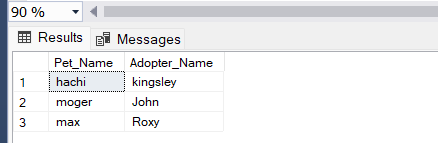 90 %
Results Messages
Pet_Name Adopter_Name
1 hachi kingsley
2 moger John
3 max Roxy